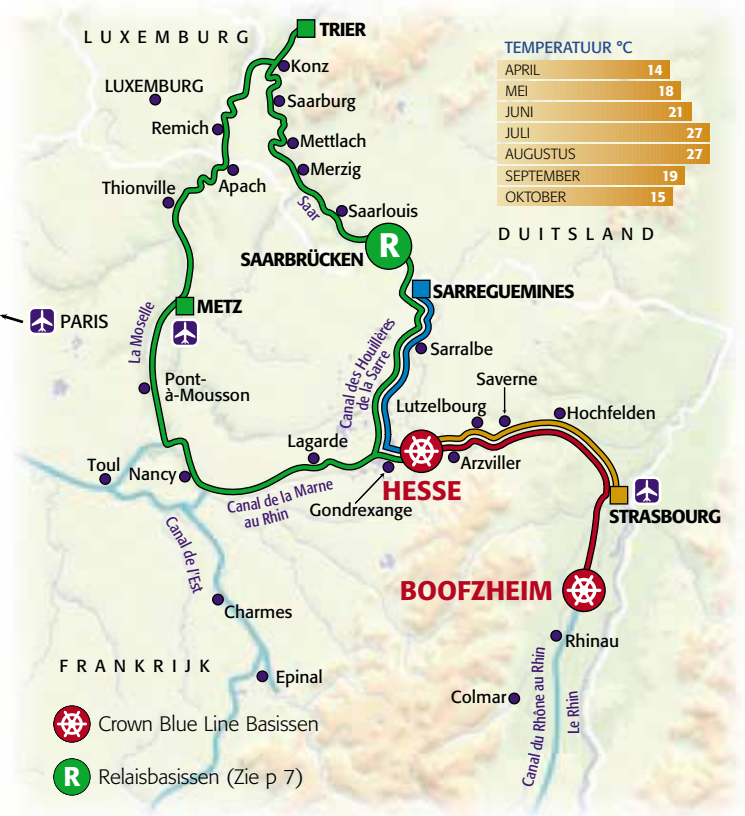 LUXEMBURG
TRIER
Konz
LUXEMBURG
Saarburg
Remich
Mettlach
Merzig
Apach
Thionville
Saar
Saarlouis
TEMPERATUUR °C
APRIL 14
MEI 18
JUNI 21
JULI 27
AUGUSTUS 27
SEPTEMBER 19
OKTOBER 15
DUITSLAND
SAARBRÜCKEN
R
SARREGUEMINES
METZ
PARIS
La Moselle
Canal des Houillères
de la Sarre
Sarralbe
Pont-
à-Mousson
Saverne
Lutzelbourg
Hochfelden
Lagarde
Toul
Nancy
Arzviller
HESSE
Canal de la Marne
au Rhin
Gondrexange
STRASBOURG
Canal de l'Est
BOOFZHEIM
Charmes
Rhinau
FRANKRIJK
Epinal
Colmar
Canal du Rhône au Rhin
Le Rhin
Crown Blue Line Basissen
R Relaisbasissen (Zie p 7)